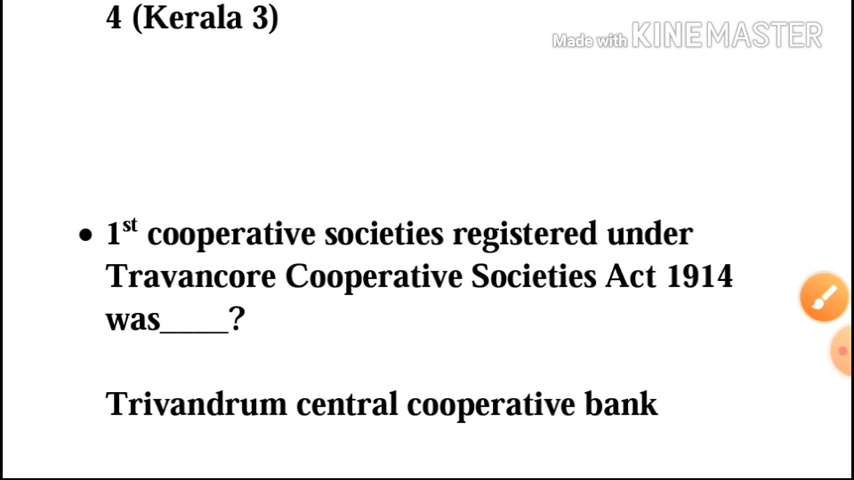 4 (Kerala 3)
Made with KINEMASTER
• 1st cooperative societies registered under
Travancore Cooperative Societies Act 1914
was____?
Trivandrum central cooperative bank